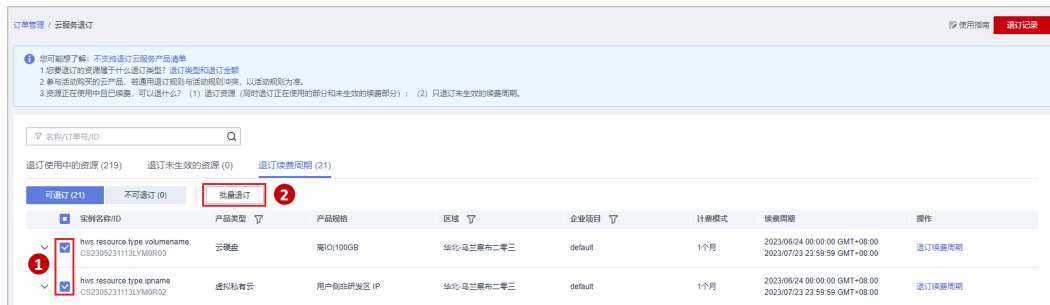 订单管理 / 云服务退订
使用指南 退订记录
您可能想了解：不支持退订云服务产品清单
1.您要退订的资源属于什么退订类型？退订类型和退订金额
2.参与活动购买的云产品，若通用退订规则与活动规则冲突，以活动规则为准。
3.资源正在使用中且已续费，可以退什么？（1）退订资源（同时退订正在使用的部分和未生效的续费部分）；（2）只退订未生效的续费周期。
名称/订单号/ID
退订使用中的资源 (219) 退订未生效的资源 (0) 退订续费周期 (21)
可退订 (21) 不可退订 (0) 批量退订 2
实例名称/ID 产品类型 产品规格 区域 企业项目 计费模式 续费周期 操作
hws.resource.type.volumename 云硬盘 高IO|100GB 华北-乌兰察布二零三 default 1个月 2023/06/24 00:00:00 GMT+08:00 退订续费周期
CS2305231113LYM0R03 2023/07/23 23:59:59 GMT+08:00
1
hws.resource.type.ipname 虚拟私有云 用户侧非研发区 IP 华北-乌兰察布二零三 default 1个月 2023/06/24 00:00:00 GMT+08:00 退订续费周期
CS2305231113LYM0R02 2023/07/23 23:59:59 GMT+08:00